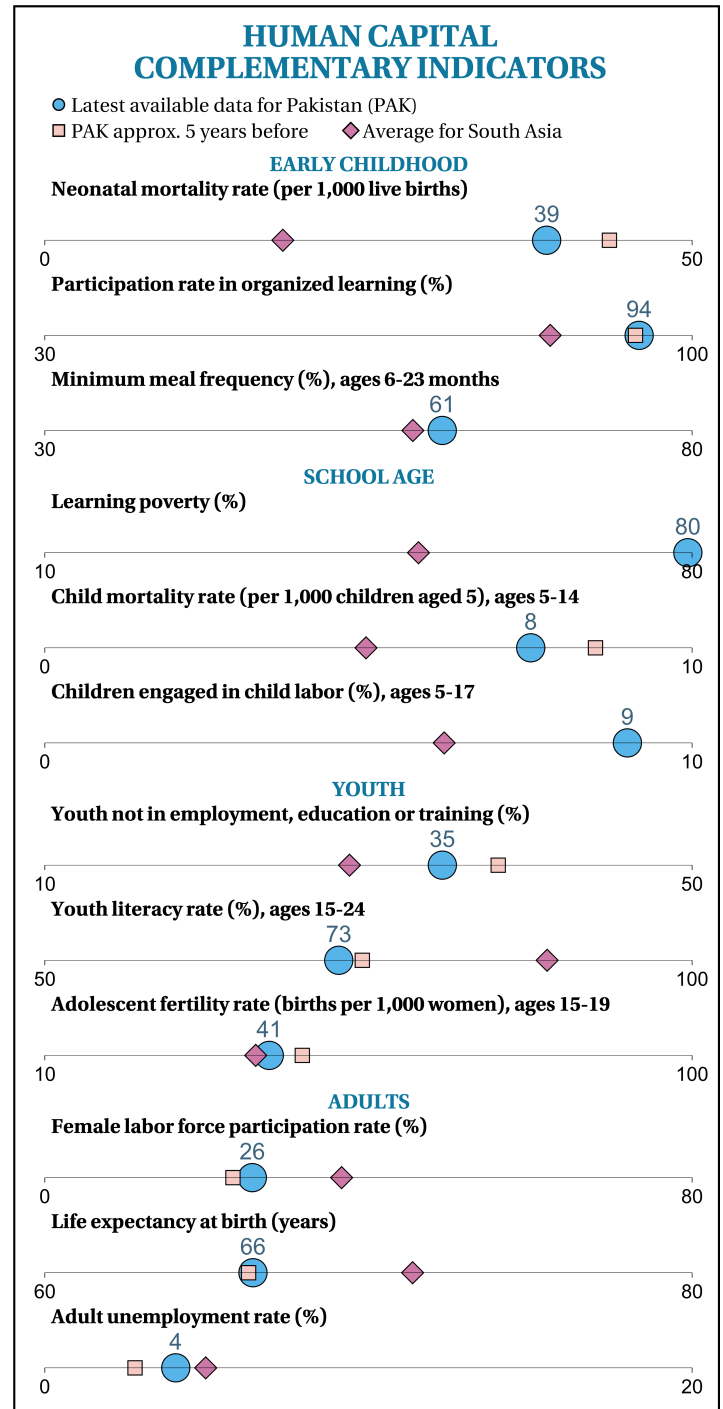 HUMAN CAPITAL
COMPLEMENTARY INDICATORS
Latest available data for Pakistan (PAK)
PAK approx. 5 years before
Average for South Asia
EARLY CHILDHOOD
Neonatal mortality rate (per 1,000 live births)
39
0 50
Participation rate in organized learning (%)
94
30 100
Minimum meal frequency (%), ages 6-23 months
61
30 80
SCHOOL AGE
Learning poverty (%)
80
10 80
Child mortality rate (per 1,000 children aged 5), ages 5-14
8
0 10
Children engaged in child labor (%), ages 5-17
9
0 10
YOUTH
Youth not in employment, education or training (%)
35
10 50
Youth literacy rate (%), ages 15-24
73
50 100
Adolescent fertility rate (births per 1,000 women), ages 15-19
41
10 100
ADULTS
Female labor force participation rate (%)
26
0 80
Life expectancy at birth (years)
66
60 80
Adult unemployment rate (%)
4
0 20